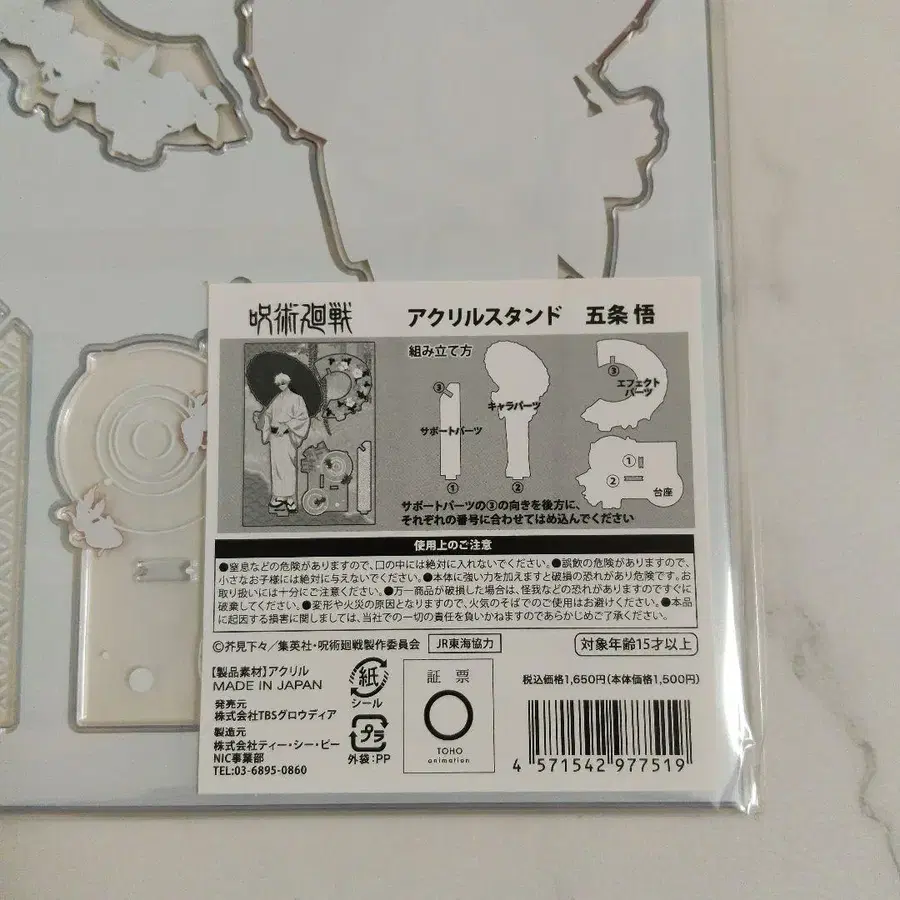 呪術廻戦
アクリルスタンド 五条 悟
組み立て方
③
サポートパーツ
①
キャラパーツ
②
③
エフェクト
パーツ
①
②
台座
サポートパーツの③の向きを後方に、
それぞれの番号に合わせてはめ込んでください
使用上のご注意
●窒息などの危険がありますので、口の中には絶対に入れないでください。●誤飲の危険がありますので、
小さなお子様には絶対に与えないでください。●本体に強い力を加えますと破損の恐れがあり危険です。お
取り扱いには十分にご注意ください。●万一商品が破損した場合は、怪我などの恐れがありますのですぐに
破棄してください。●変形や火災の原因となりますので、火気のそばでのご使用はお避けください。●本品
に起因する損害に関しましては、当社での一切の責任を負いかねますのであらかじめご了承ください。
©芥見下々/集英社・呪術廻戦製作委員会
JR東海協力
対象年齢15才以上
【製品素材】アクリル
MADE IN JAPAN
発売元
株式会社TBSグロウディア
製造元
株式会社ティー・シー・ピー
NIC事業部
TEL:03-6895-0860
紙
シール
プラ
外袋:PP
証票
TOHO
animation
税込価格1,650円(本体価格1,500円)
4 571542 977519